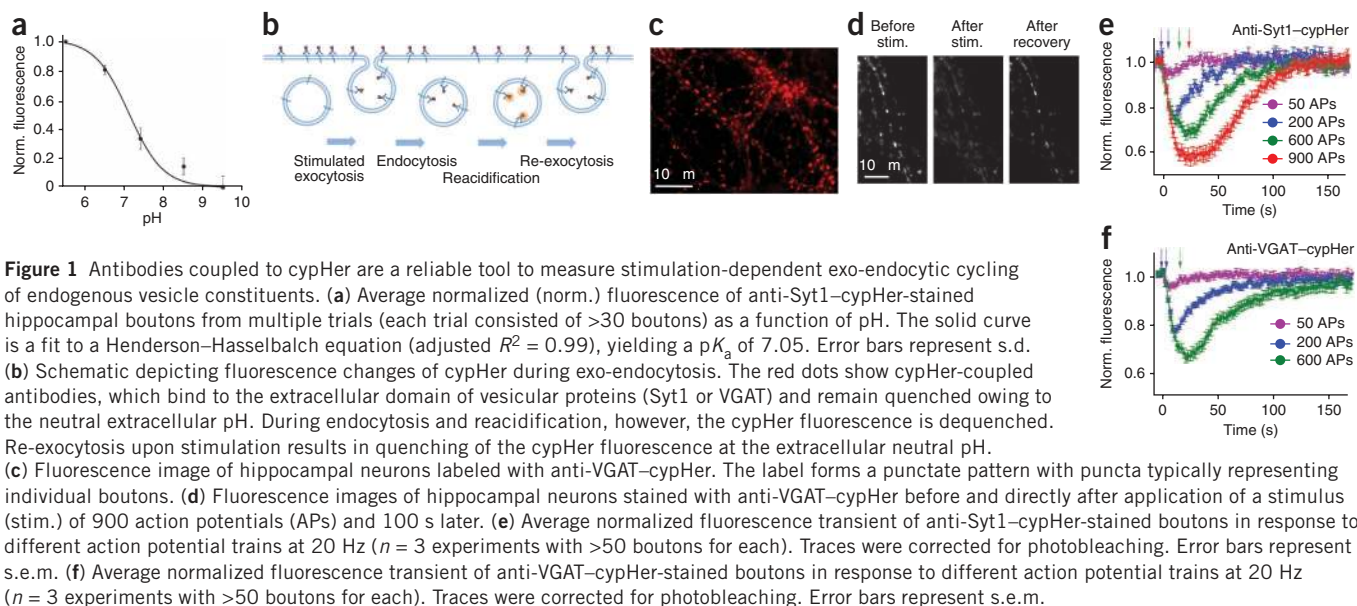 a
Norm. fluorescence
1.0
0.8
0.6
0.4
0.2
0
6 7 8 9 10
pH
b
Stimulated exocytosis
Endocytosis
Reacidification
Re-exocytosis
c
10 m
d
Before stim.
After stim.
After recovery
10 m
e
Anti-Syt1–cypHer
Norm. fluorescence
1.0
0.8
0.6
50 APs
200 APs
600 APs
900 APs
0 50 100 150
Time (s)
f
Anti-VGAT–cypHer
Norm. fluorescence
1.0
0.8
0.6
50 APs
200 APs
600 APs
0 50 100 150
Time (s)
Figure 1 Antibodies coupled to cypHer are a reliable tool to measure stimulation-dependent exo-endocytic cycling
of endogenous vesicle constituents. (a) Average normalized (norm.) fluorescence of anti-Syt1–cypHer-stained
hippocampal boutons from multiple trials (each trial consisted of >30 boutons) as a function of pH. The solid curve
is a fit to a Henderson–Hasselbalch equation (adjusted R² = 0.99), yielding a pKa of 7.05. Error bars represent s.d.
(b) Schematic depicting fluorescence changes of cypHer during exo-endocytosis. The red dots show cypHer-coupled
antibodies, which bind to the extracellular domain of vesicular proteins (Syt1 or VGAT) and remain quenched owing to
the neutral extracellular pH. During endocytosis and reacidification, however, the cypHer fluorescence is dequenched.
Re-exocytosis upon stimulation results in quenching of the cypHer fluorescence at the extracellular neutral pH.
(c) Fluorescence image of hippocampal neurons labeled with anti-VGAT–cypHer. The label forms a punctate pattern with puncta typically representing
individual boutons. (d) Fluorescence images of hippocampal neurons stained with anti-VGAT–cypHer before and directly after application of a stimulus
(stim.) of 900 action potentials (APs) and 100 s later. (e) Average normalized fluorescence transient of anti-Syt1–cypHer-stained boutons in response to
different action potential trains at 20 Hz (n = 3 experiments with >50 boutons for each). Traces were corrected for photobleaching. Error bars represent
s.e.m. (f) Average normalized fluorescence transient of anti-VGAT–cypHer-stained boutons in response to different action potential trains at 20 Hz
(n = 3 experiments with >50 boutons for each). Traces were corrected for photobleaching. Error bars represent s.e.m.